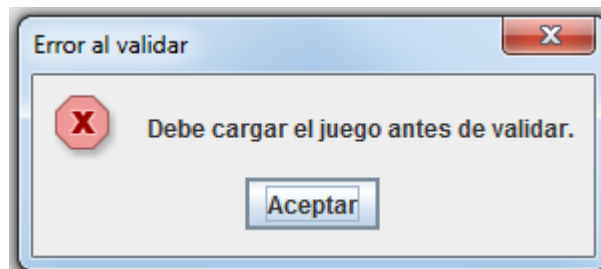 Error al validar
Debe cargar el juego antes de validar.
Aceptar